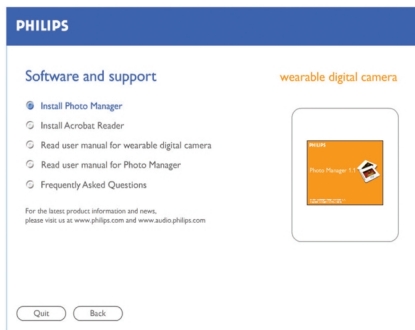 PHILIPS
Software and support
wearable digital camera
Install Photo Manager
Install Acrobat Reader
Read user manual for wearable digital camera
Read user manual for Photo Manager
Frequently Asked Questions
For the latest product information and news,
please visit us at www.philips.com and www.audio.philips.com
PHILIPS
Photo Manager
Quit
Back